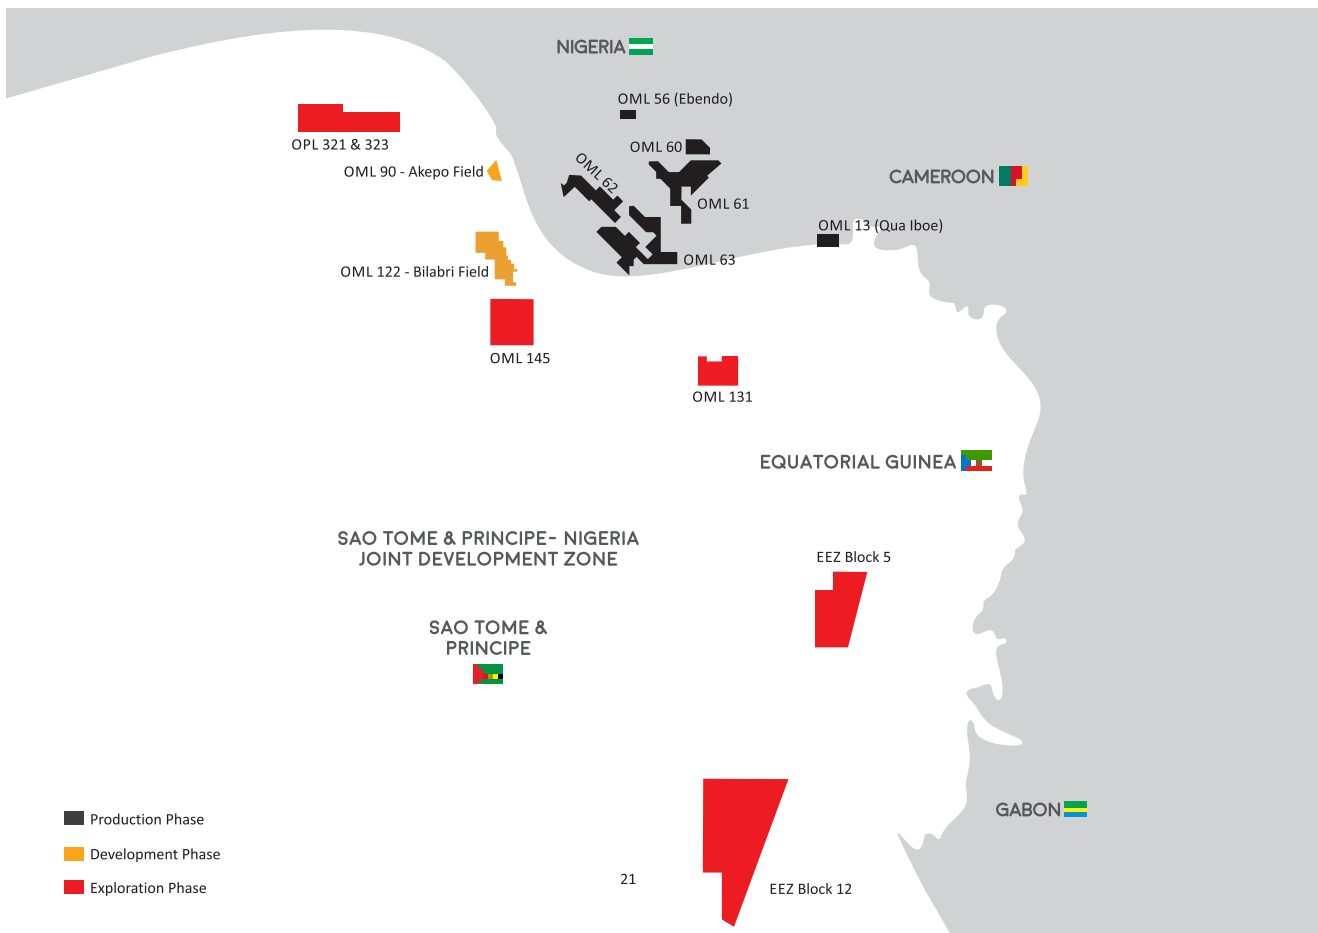 NIGERIA
OML 56 (Ebendo)
OPL 321 & 323
OML 60
OML 90 - Akepo Field
OML 62
CAMEROON
OML 61
OML 13 (Qua Iboe)
OML 63
OML 122 - Bilabri Field
OML 145
OML 131
EQUATORIAL GUINEA
SAO TOME & PRINCIPE- NIGERIA
JOINT DEVELOPMENT ZONE
EEZ Block 5
SAO TOME &
PRINCIPE
GABON
Production Phase
Development Phase
Exploration Phase
21
EEZ Block 12